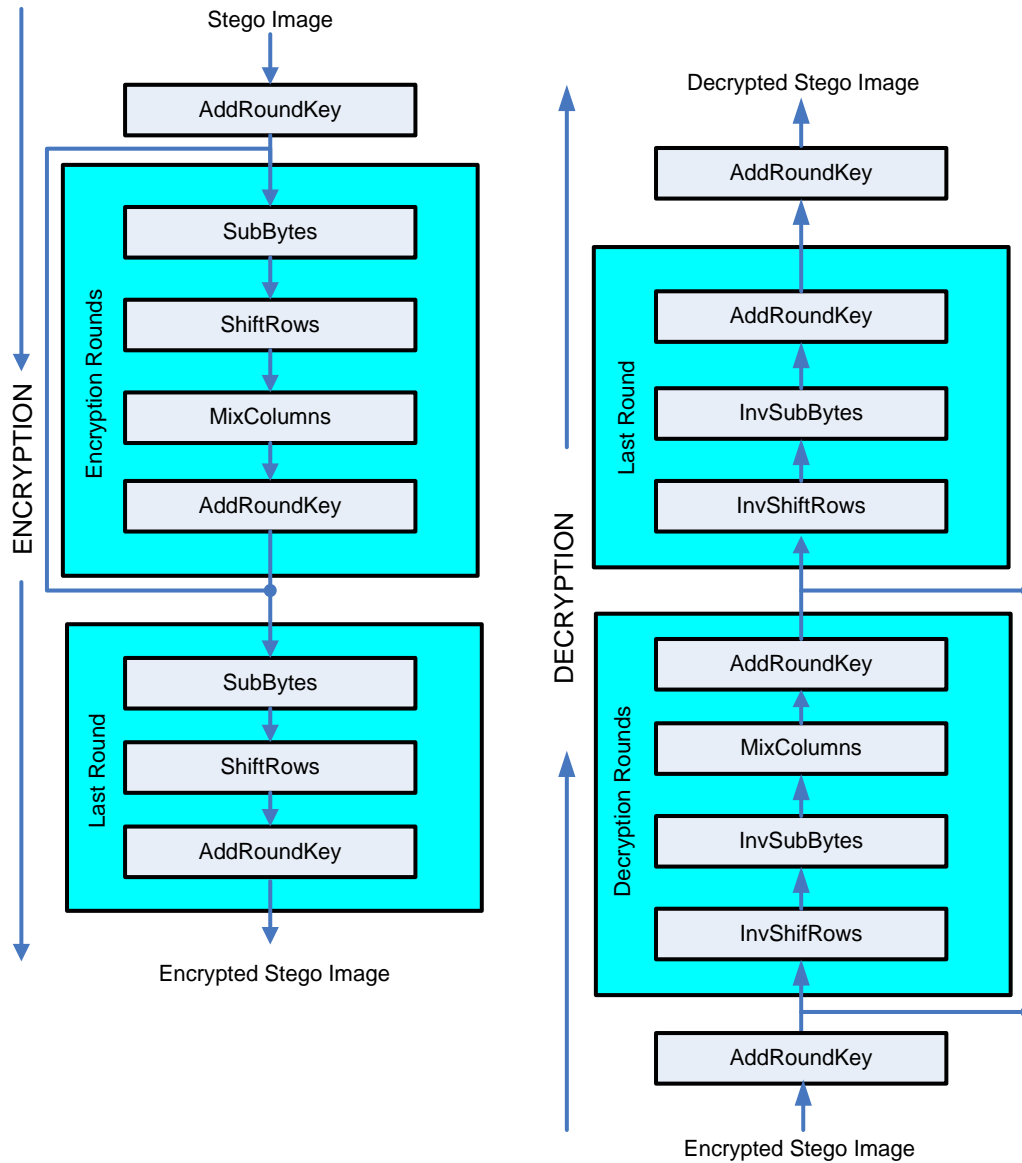 Stego Image
AddRoundKey
SubBytes
ShiftRows
MixColumns
AddRoundKey
Encryption Rounds
ENCRYPTION
SubBytes
ShiftRows
AddRoundKey
Last Round
Encrypted Stego Image
Decrypted Stego Image
AddRoundKey
AddRoundKey
InvSubBytes
InvShiftRows
Last Round
DECRYPTION
AddRoundKey
MixColumns
InvSubBytes
InvShifRows
Decryption Rounds
AddRoundKey
Encrypted Stego Image